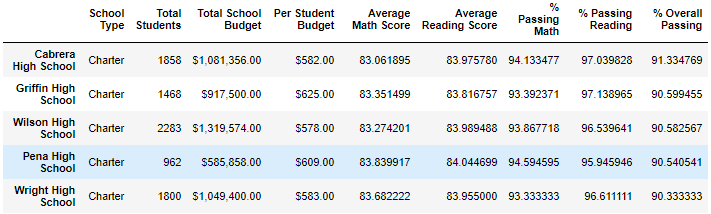 School Type Total Students Total School Budget Per Student Budget Average Math Score Average Reading Score % Passing Math % Passing Reading % Overall Passing
Cabrera High School Charter 1858 $1,081,356.00 $582.00 83.061895 83.975780 94.133477 97.039828 91.334769
Griffin High School Charter 1468 $917,500.00 $625.00 83.351499 83.816757 93.392371 97.138965 90.599455
Wilson High School Charter 2283 $1,319,574.00 $578.00 83.274201 83.989488 93.867718 96.539641 90.582567
Pena High School Charter 962 $585,858.00 $609.00 83.839917 84.044699 94.594595 95.945946 90.540541
Wright High School Charter 1800 $1,049,400.00 $583.00 83.682222 83.955000 93.333333 96.611111 90.333333